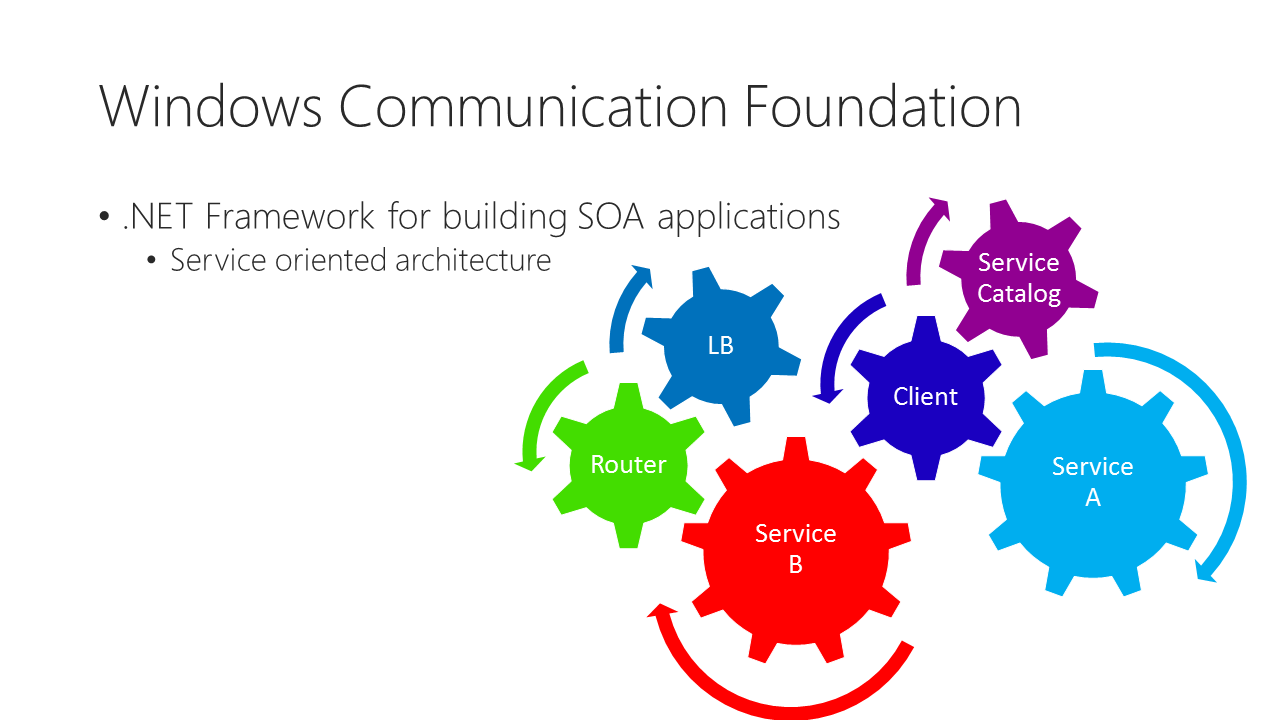 Windows Communication Foundation
• .NET Framework for building SOA applications
• Service oriented architecture
Service
Catalog
LB
Client
Router
Service
A
Service
B